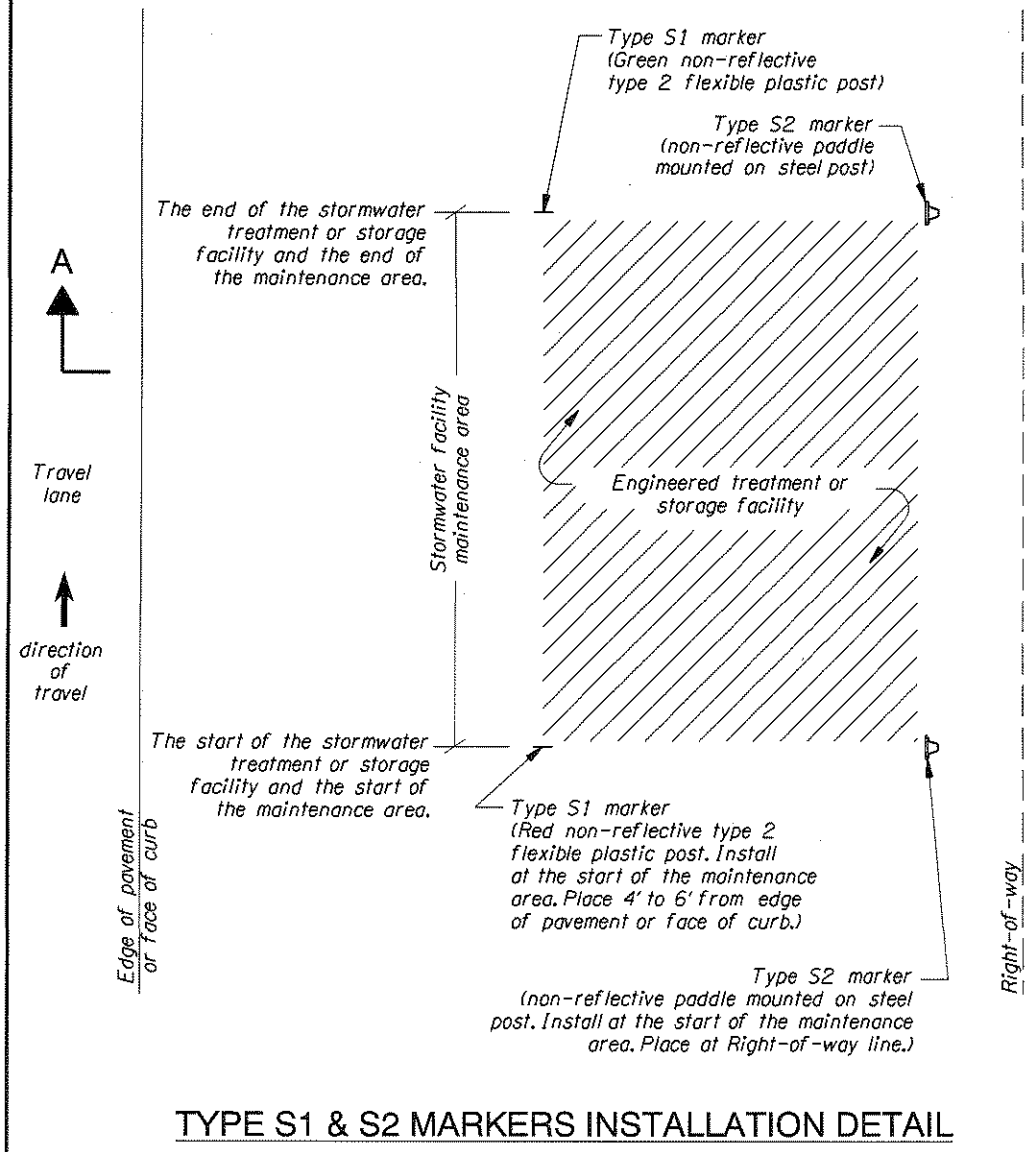 Type S1 marker
(Green non-reflective
type 2 flexible plastic post)
Type S2 marker
(non-reflective paddle
mounted on steel post)
The end of the stormwater
treatment or storage
facility and the end of
the maintenance area.
A
Stormwater facility
maintenance area
Travel
lane
Engineered treatment or
storage facility
direction
of
travel
The start of the stormwater
treatment or storage
facility and the start of
the maintenance area.
Edge of pavement
or face of curb
Type S1 marker
(Red non-reflective type 2
flexible plastic post. Install
at the start of the maintenance
area. Place 4' to 6' from edge
of pavement or face of curb.)
Right-of-way
Type S2 marker
(non-reflective paddle mounted on steel
post. Install at the start of the maintenance
area. Place at Right-of-way line.)
TYPE S1 & S2 MARKERS INSTALLATION DETAIL